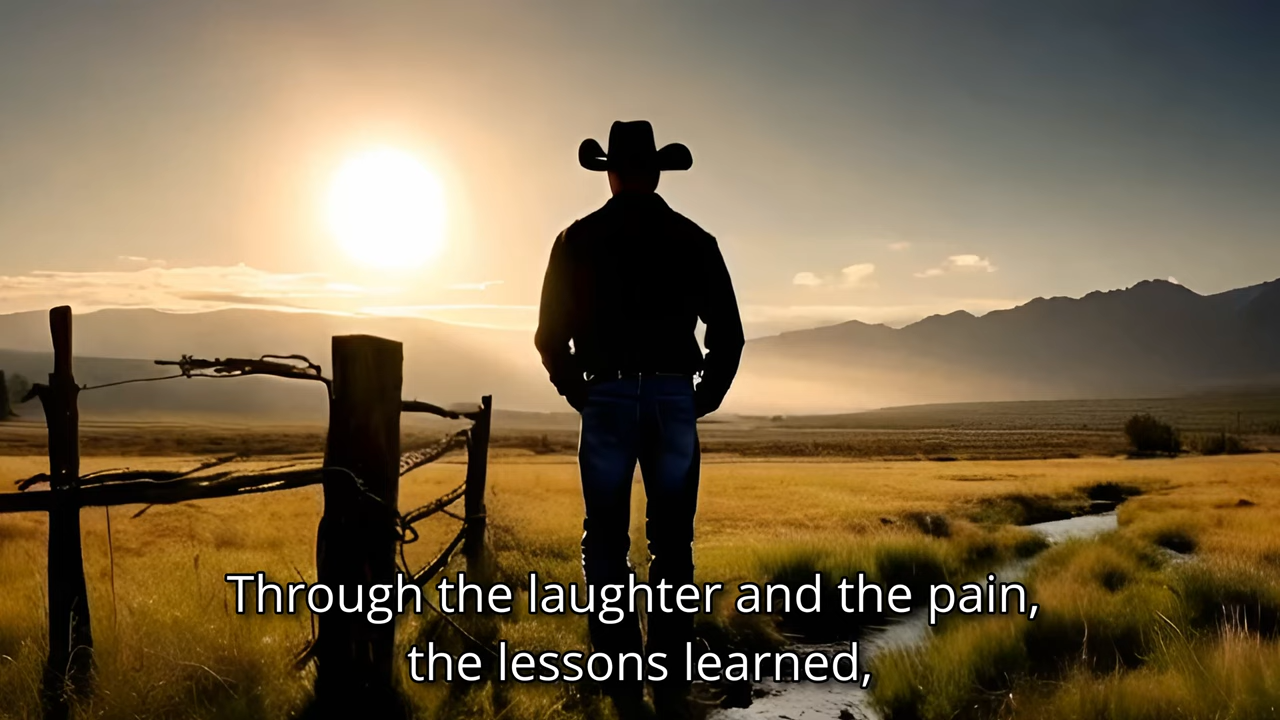 Through the laughter and the pain,
the lessons learned,